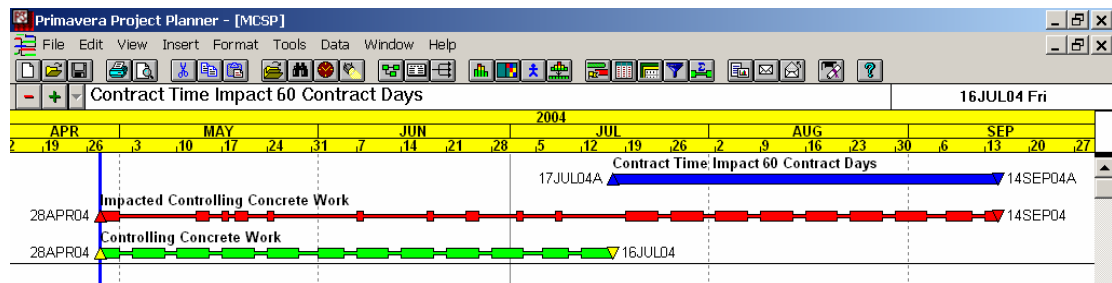 Primavera Project Planner - [MCSP]
File Edit View Insert Format Tools Data Window Help
Contract Time Impact 60 Contract Days 16JUL04 Fri
2004
APR MAY JUN JUL AUG SEP
2 19 26 3 10 17 24 31 7 14 21 28 5 12 19 26 2 9 16 23 30 6 13 20 27
Contract Time Impact 60 Contract Days
17JUL04A 14SEP04A
Impacted Controlling Concrete Work
28APR04 14SEP04
Controlling Concrete Work
28APR04 16JUL04